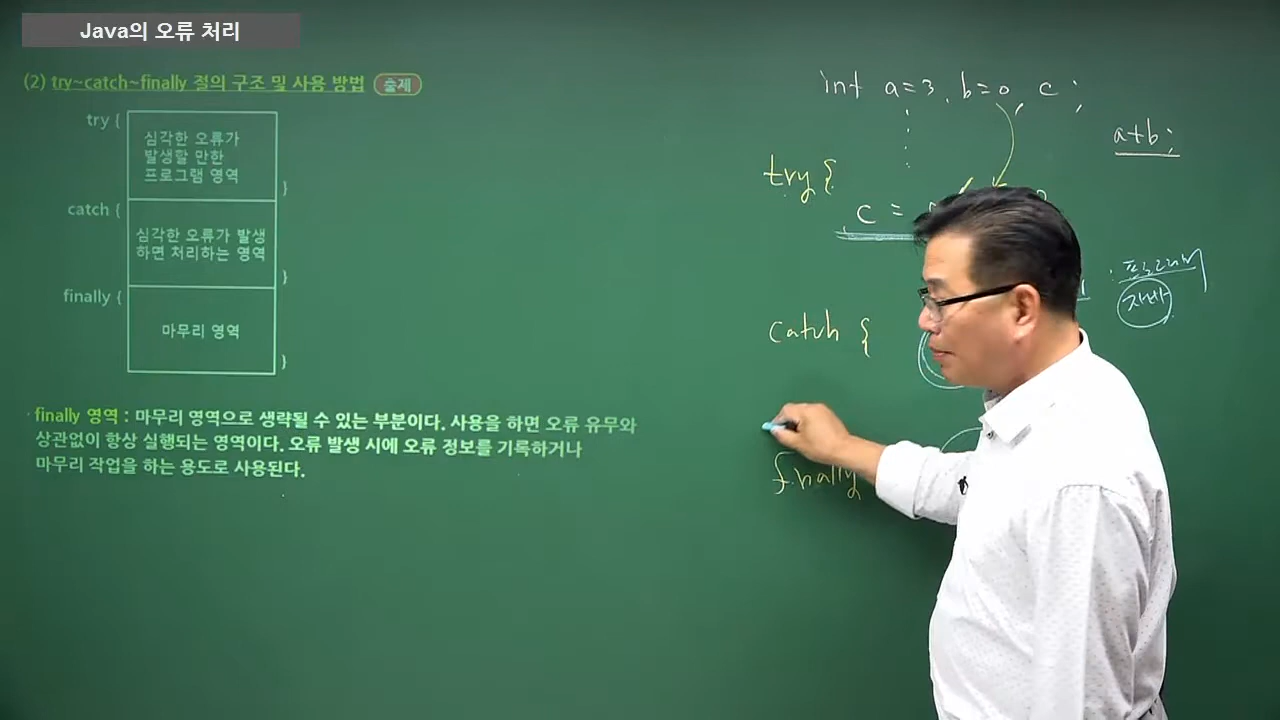 Java의 오류 처리
(2) try~catch~finally 절의 구조 및 사용 방법 출제
try {
심각한 오류가
발생할 만한
프로그램 영역
}
catch {
심각한 오류가 발생
하면 처리하는 영역
}
finally {
마무리 영역
}
finally 영역 : 마무리 영역으로 생략될 수 있는 부분이다. 사용을 하면 오류 유무와
상관없이 항상 실행되는 영역이다. 오류 발생 시에 오류 정보를 기록하거나
마무리 작업을 하는 용도로 사용된다.
int a=3, b=0, c ;
a+b;
try {
c =
프로그래머
자바
catch {
finally